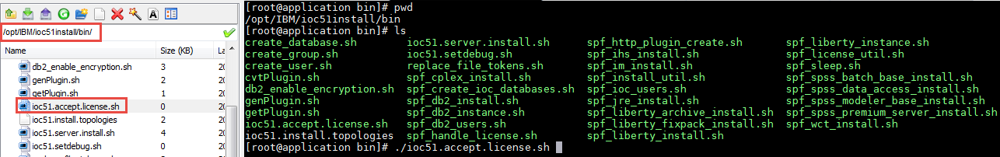 /opt/IBM/ioc51install/bin/
Name Size (KB) La
db2_enable_encryption.sh 3 20
genPlugin.sh 2 20
getPlugin.sh 1 20
ioc51.accept.license.sh 0 20
ioc51.install.topologies 2 20
ioc51.server.install.sh 4 20
ioc51.setdebug.sh 0 20
[root@application bin]# pwd
/opt/IBM/ioc51install/bin
[root@application bin]# ls
create_database.sh ioc51.server.install.sh spf_http_plugin_create.sh spf_liberty_instance.sh
create_group.sh ioc51.setdebug.sh spf_ihs_install.sh spf_license_util.sh
create_user.sh replace_file_tokens.sh spf_im_install.sh spf_sleep.sh
cvtPlugin.sh spf_cplex_install.sh spf_install_util.sh spf_spss_batch_base_install.sh
db2_enable_encryption.sh spf_create_ioc_databases.sh spf_ioc_users.sh spf_spss_data_access_install.sh
genPlugin.sh spf_db2_install.sh spf_jre_install.sh spf_spss_modeler_base_install.sh
getPlugin.sh spf_db2_instance.sh spf_liberty_archive_install.sh spf_spss_premium_server_install.sh
ioc51.accept.license.sh spf_db2_users.sh spf_liberty_fixpack_install.sh spf_wct_install.sh
ioc51.install.topologies spf_handle_license.sh spf_liberty_install.sh
[root@application bin]# ./ioc51.accept.license.sh